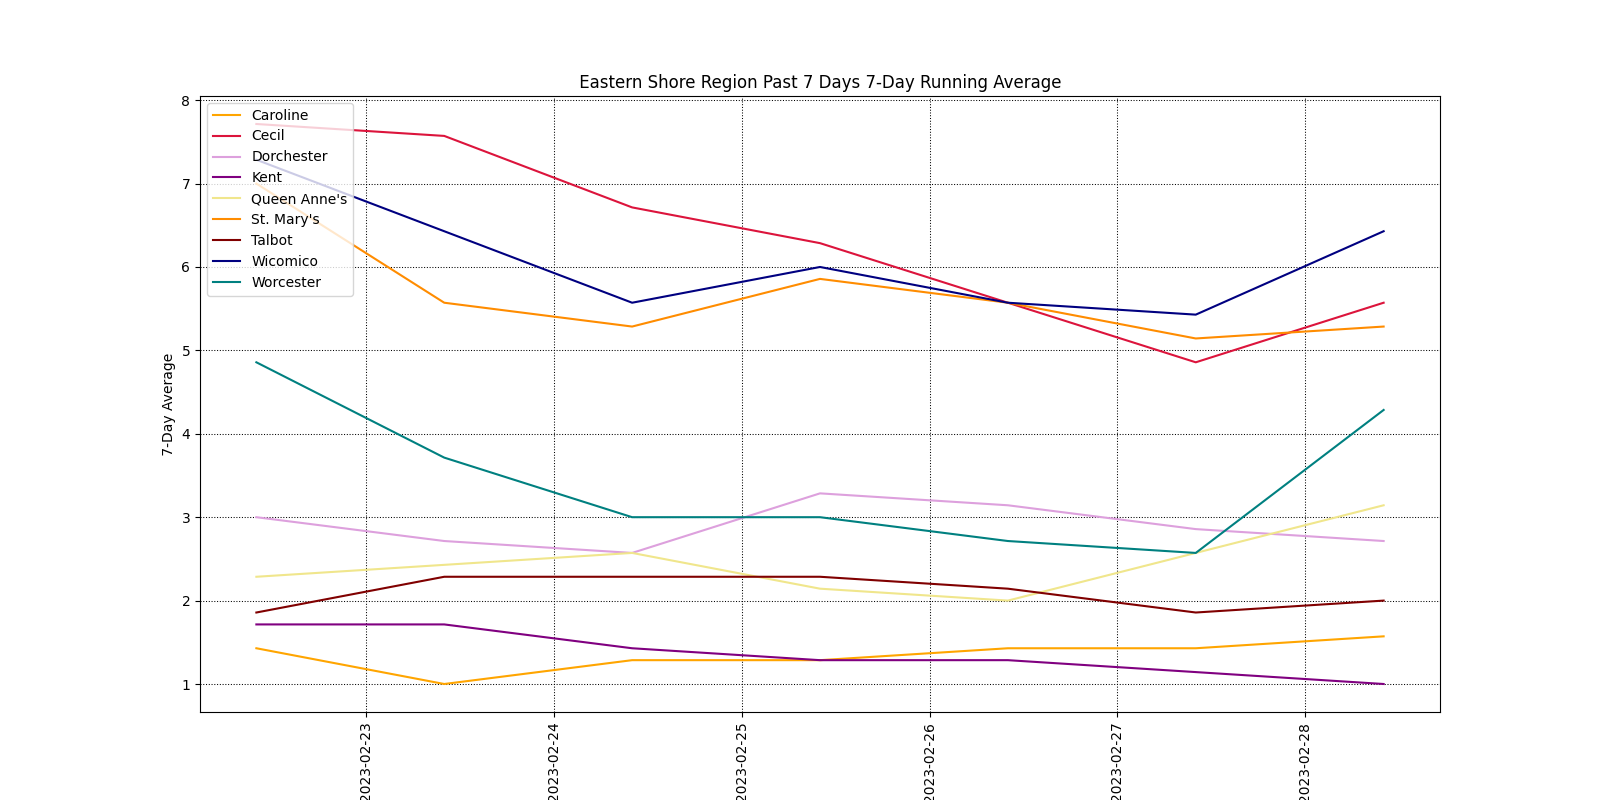 Eastern Shore Region Past 7 Days 7-Day Running Average
8
7
6
5
4
3
2
1
7-Day Average
Caroline
Cecil
Dorchester
Kent
Queen Anne's
St. Mary's
Talbot
Wicomico
Worcester
2023-02-23
2023-02-24
2023-02-25
2023-02-26
2023-02-27
2023-02-28